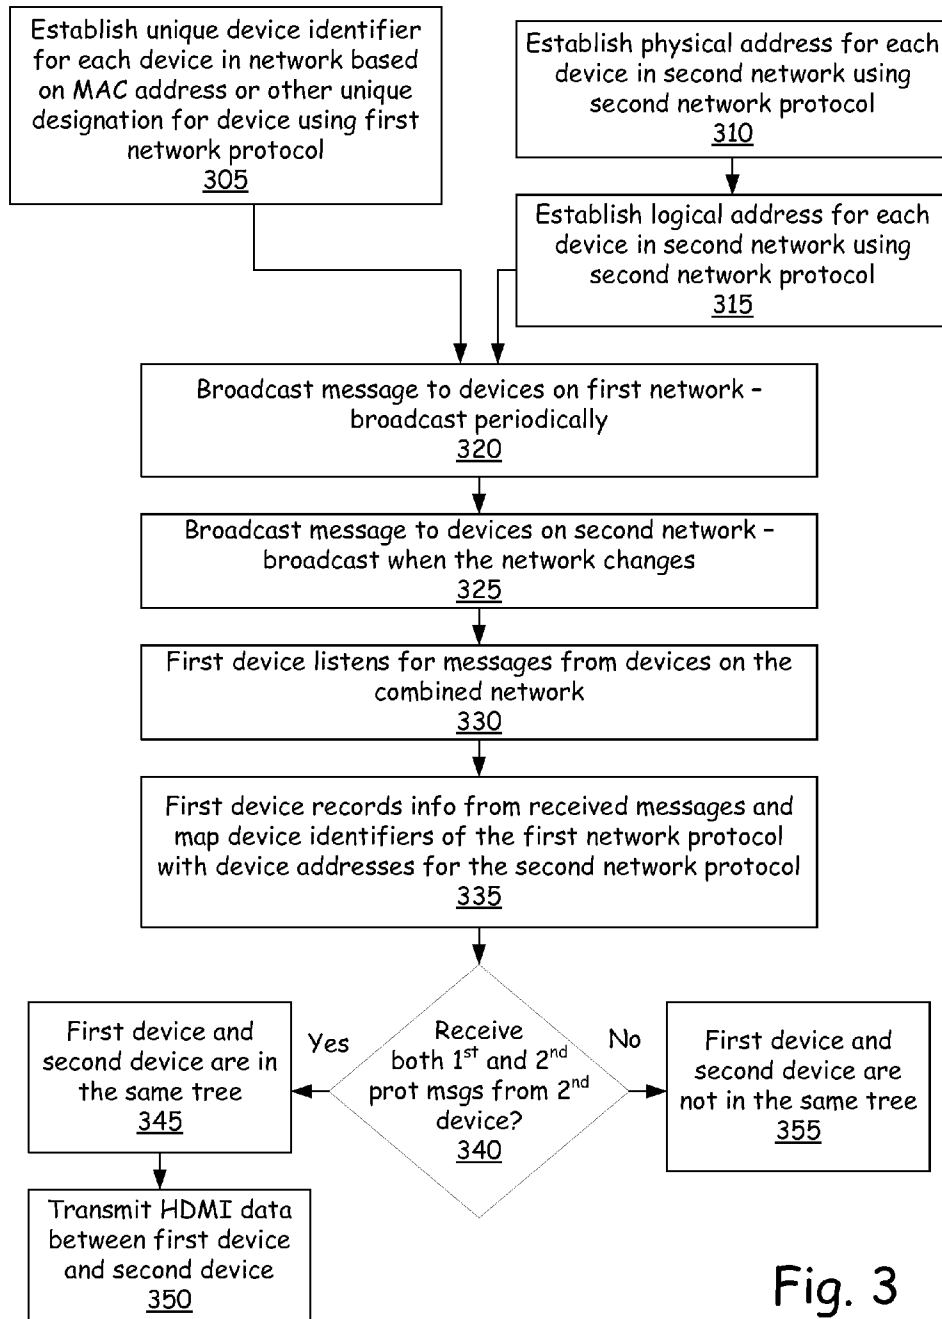 Establish unique device identifier
for each device in network based
on MAC address or other unique
designation for device using first
network protocol
305
Establish physical address for each
device in second network using
second network protocol
310
Establish logical address for each
device in second network using
second network protocol
315
Broadcast message to devices on first network –
broadcast periodically
320
Broadcast message to devices on second network –
broadcast when the network changes
325
First device listens for messages from devices on the
combined network
330
First device records info from received messages and
map device identifiers of the first network protocol
with device addresses for the second network protocol
335
Receive
both 1st and 2nd
prot msgs from 2nd
device?
340
Yes
No
First device and
second device are in
the same tree
345
First device and
second device are
not in the same tree
355
Transmit HDMI data
between first device
and second device
350
Fig. 3